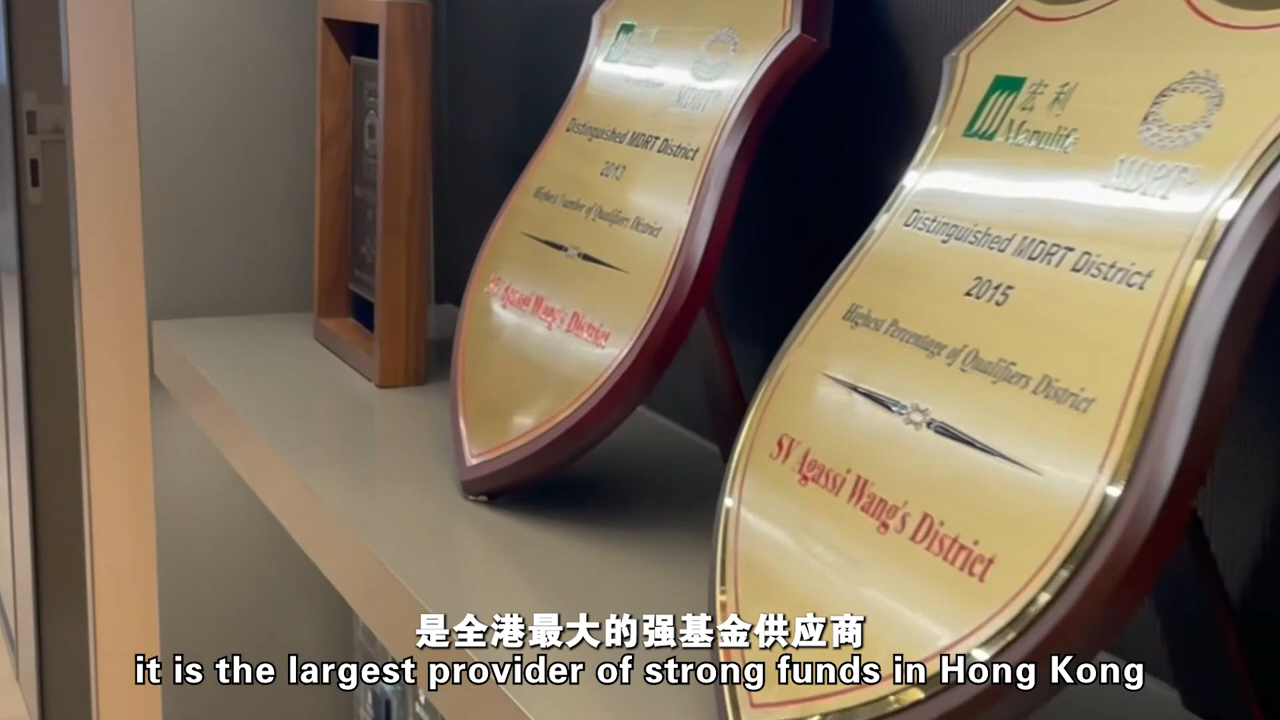 Distinguished MDRT District
2013
Highest Number of Qualifiers District
SV Agassi Wang's District
宏利
Manulife
MDRT
Distinguished MDRT District
2015
Highest Percentage of Qualifiers District
SV Agassi Wang's District
是全港最大的强基金供应商
it is the largest provider of strong funds in Hong Kong